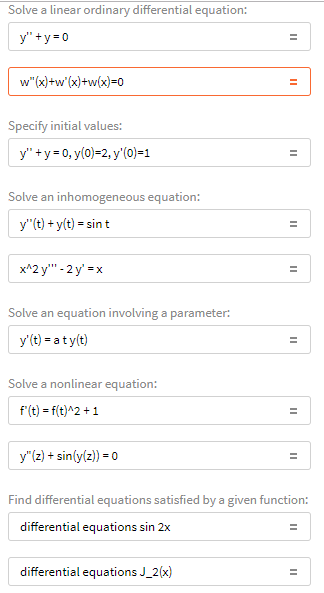 Solve a linear ordinary differential equation:
y'' + y = 0
=
w"(x)+w'(x)+w(x)=0
=
Specify initial values:
y'' + y = 0, y(0)=2, y'(0)=1
=
Solve an inhomogeneous equation:
y''(t) + y(t) = sin t
=
x^2 y''' - 2 y' = x
=
Solve an equation involving a parameter:
y'(t) = a t y(t)
=
Solve a nonlinear equation:
f'(t) = f(t)^2 + 1
=
y"(z) + sin(y(z)) = 0
=
Find differential equations satisfied by a given function:
differential equations sin 2x
=
differential equations J_2(x)
=